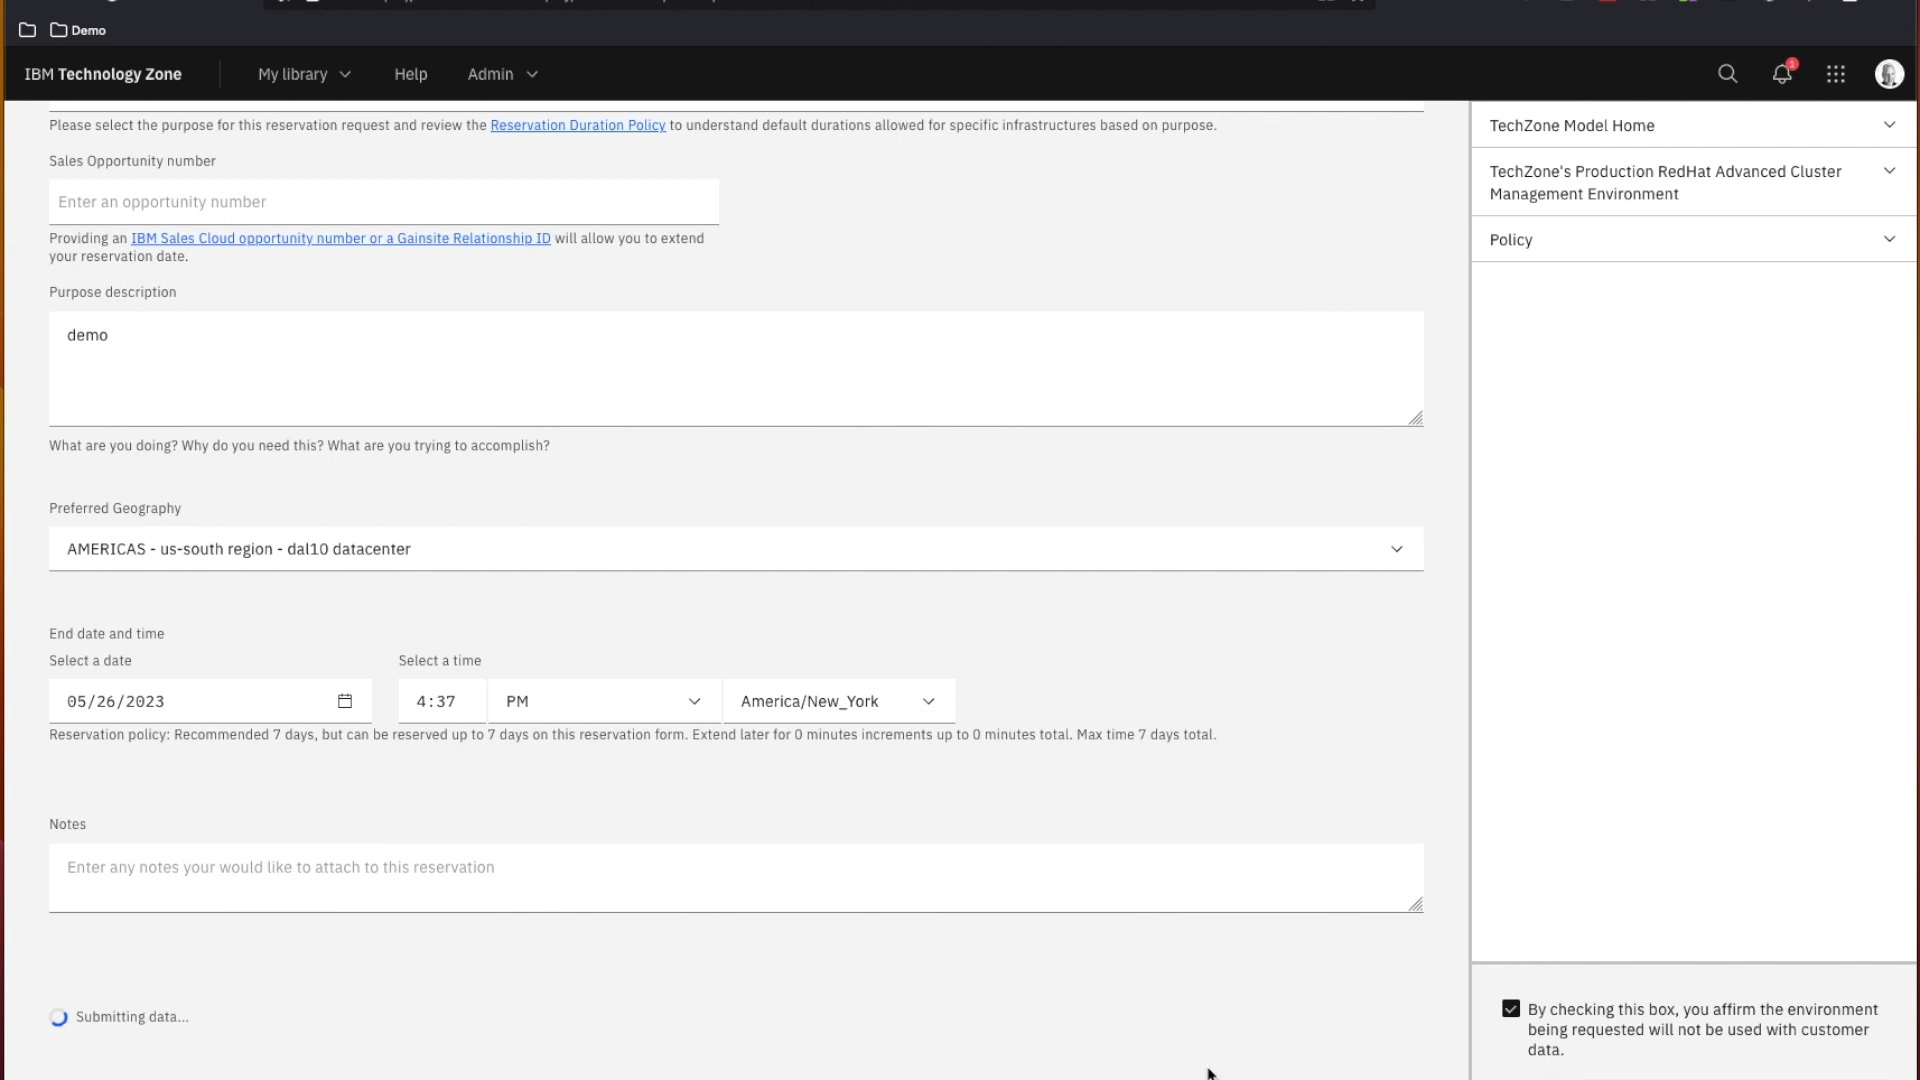 Demo
IBM Technology Zone
My library
Help
Admin
1
Please select the purpose for this reservation request and review the Reservation Duration Policy to understand default durations allowed for specific infrastructures based on purpose.
Sales Opportunity number
Enter an opportunity number
Providing an IBM Sales Cloud opportunity number or a Gainsite Relationship ID will allow you to extend
your reservation date.
Purpose description
demo
What are you doing? Why do you need this? What are you trying to accomplish?
Preferred Geography
AMERICAS - us-south region - dal10 datacenter
End date and time
Select a date
Select a time
05/26/2023
4:37
PM
America/New_York
Reservation policy: Recommended 7 days, but can be reserved up to 7 days on this reservation form. Extend later for 0 minutes increments up to 0 minutes total. Max time 7 days total.
Notes
Enter any notes your would like to attach to this reservation
Submitting data...
TechZone Model Home
TechZone's Production RedHat Advanced Cluster
Management Environment
Policy
By checking this box, you affirm the environment
being requested will not be used with customer
data.